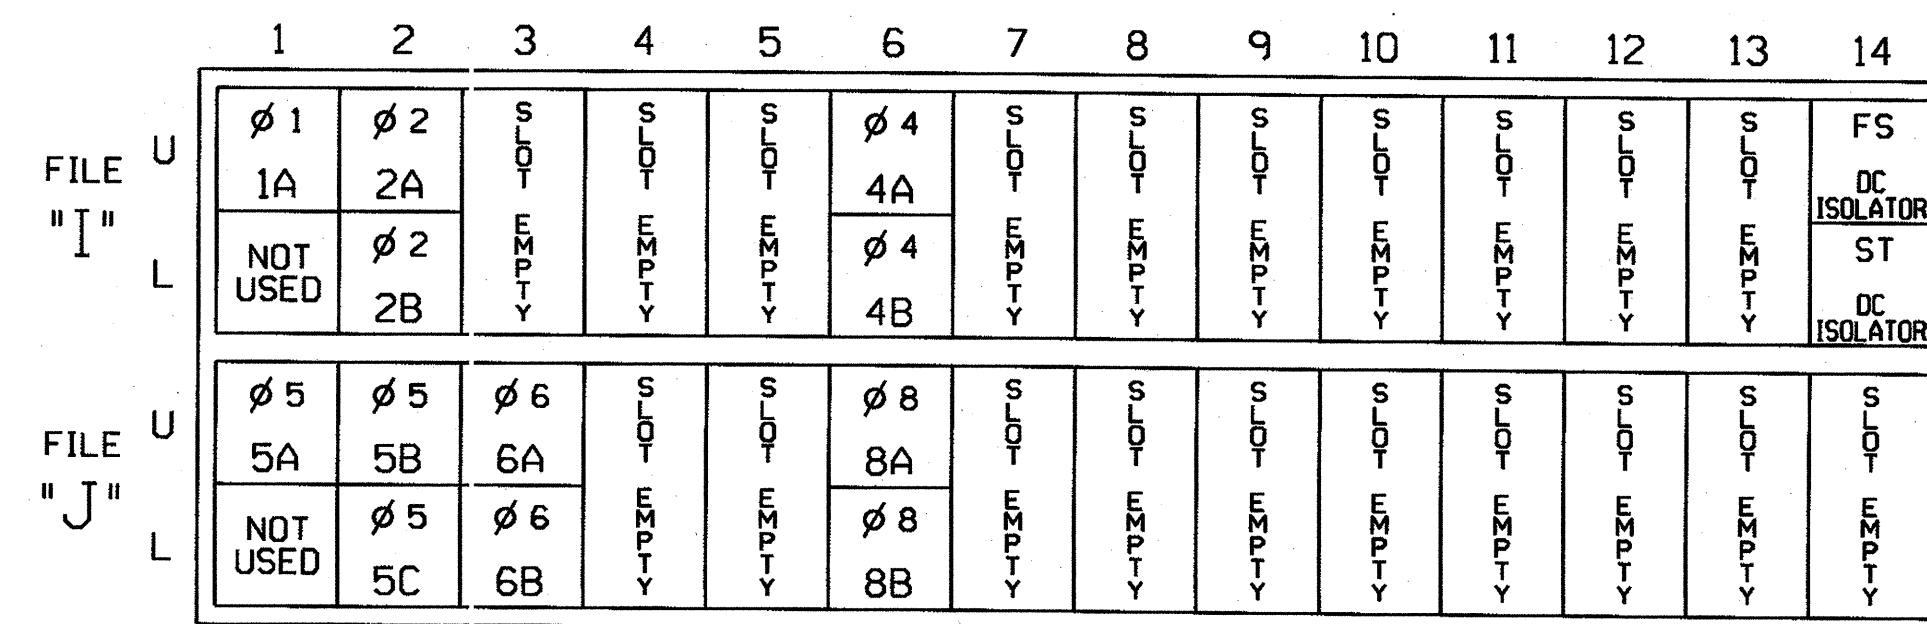 1 2 3 4 5 6 7 8 9 10 11 12 13 14
FILE "I"
U
L
Ø 1
1A
NOT USED
Ø 2
2A
Ø 2
2B
SLOT EMPTY
SLOT EMPTY
SLOT EMPTY
Ø 4
4A
Ø 4
4B
SLOT EMPTY
SLOT EMPTY
SLOT EMPTY
SLOT EMPTY
SLOT EMPTY
SLOT EMPTY
SLOT EMPTY
FS
DC
ISOLATOR
ST
DC
ISOLATOR
FILE "J"
U
L
Ø 5
5A
NOT USED
Ø 5
5B
Ø 5
5C
Ø 6
6A
Ø 6
6B
SLOT EMPTY
SLOT EMPTY
Ø 8
8A
Ø 8
8B
SLOT EMPTY
SLOT EMPTY
SLOT EMPTY
SLOT EMPTY
SLOT EMPTY
SLOT EMPTY
SLOT EMPTY
SLOT EMPTY